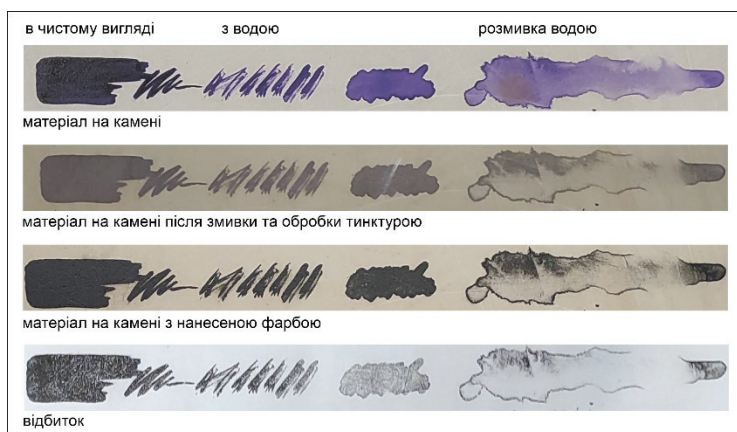 в чистому вигляді з водою розмивка водою
матеріал на камені
матеріал на камені після змивки та обробки тинктурою
матеріал на камені з нанесеною фарбою
відбиток